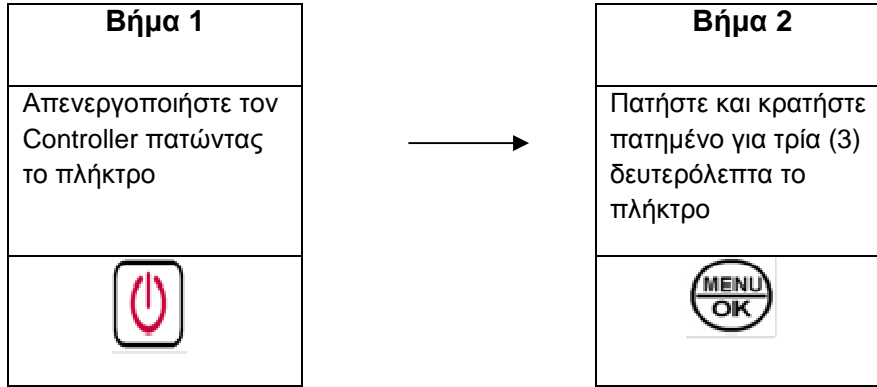 Βήμα 1
Απενεργοποιήστε τον
Controller πατώντας
το πλήκτρο
Βήμα 2
Πατήστε και κρατήστε
πατημένο για τρία (3)
δευτερόλεπτα το
πλήκτρο
MENU
OK